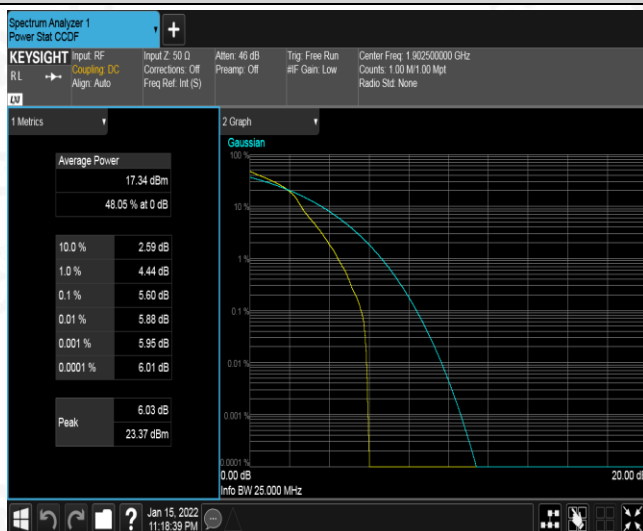 Spectrum Analyzer 1
Power Stat CCDF
+
KEYSIGHT
RL
LXI
Input: RF
Coupling: DC
Align: Auto
Input Z: 50 Ω
Corrections: Off
Freq Ref: Int (S)
Atten: 46 dB
Preamp: Off
Trig: Free Run
#IF Gain: Low
Center Freq: 1.902500000 GHz
Counts: 1.00 M/1.00 Mpt
Radio Std: None
1 Metrics
Average Power
17.34 dBm
48.05 % at 0 dB
10.0 % 2.59 dB
1.0 % 4.44 dB
0.1 % 5.60 dB
0.01 % 5.88 dB
0.001 % 5.95 dB
0.0001 % 6.01 dB
Peak
6.03 dB
23.37 dBm
2 Graph
Gaussian
100 %
10 %
1 %
0.1 %
0.01 %
0.001 %
0.0001 %
0.00 dB
20.00 dB
Info BW 25.000 MHz
?
Jan 15, 2022
11:18:39 PM